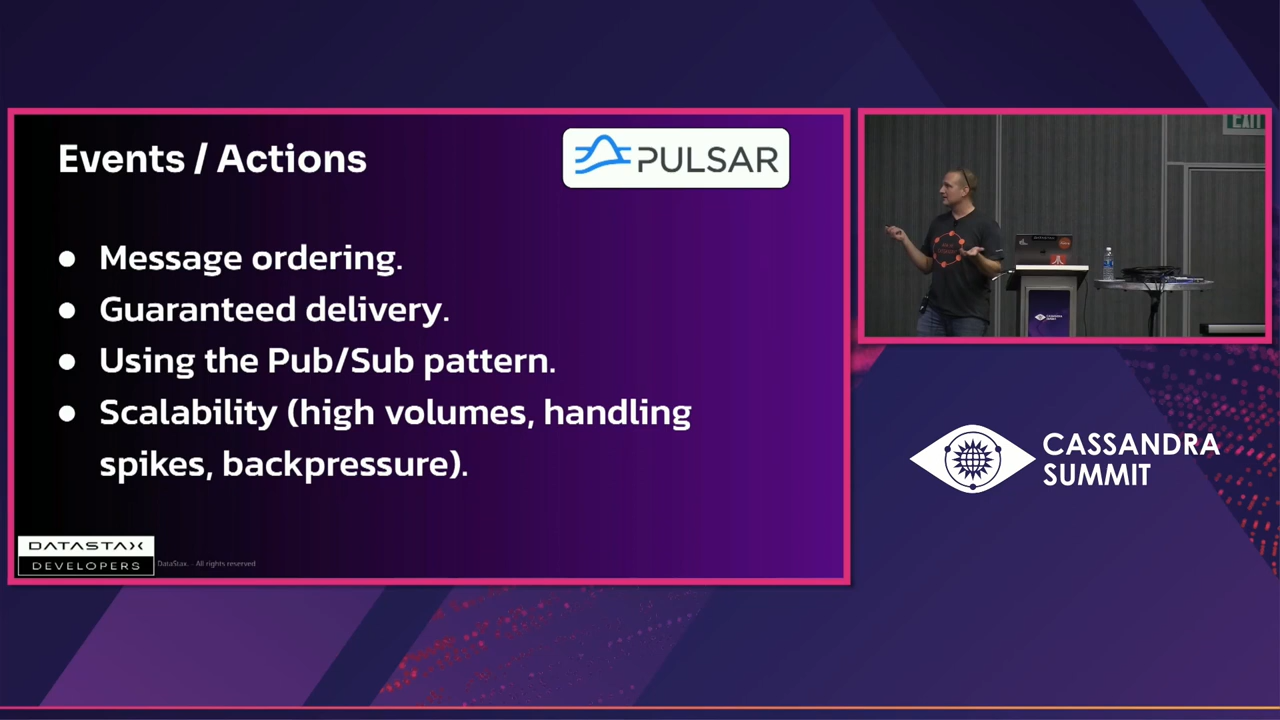 Events / Actions
PULSAR
● Message ordering.
● Guaranteed delivery.
● Using the Pub/Sub pattern.
● Scalability (high volumes, handling
spikes, backpressure).
DATASTAX
DEVELOPERS
DataStax. - All rights reserved
EXIT
CASSANDRA
SUMMIT